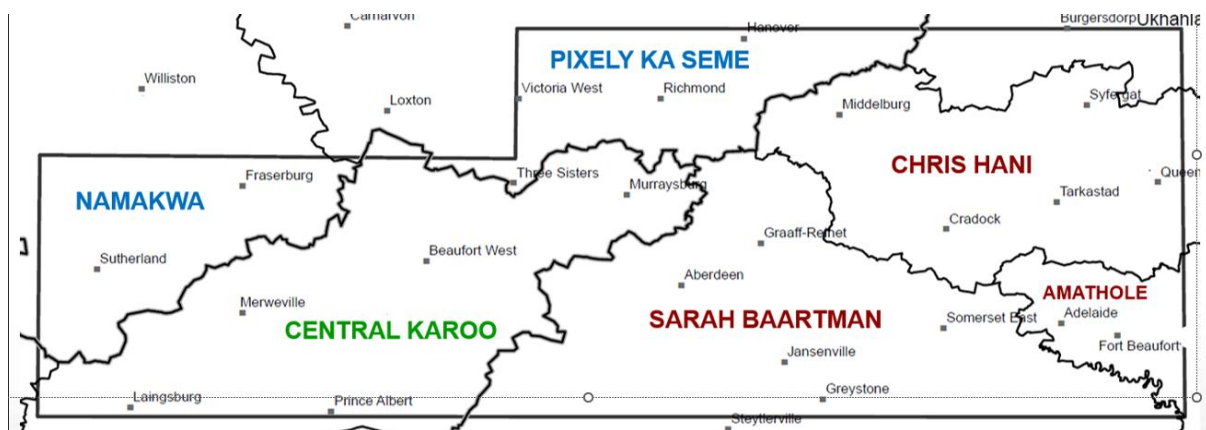 Carnarvon
Burgersdorp
Hanover
PIXELY KA SEME
Williston
Loxton
Victoria West
Richmond
Middelburg
Syfergat
CHRIS HANI
Fraserburg
Three Sisters
Murraysburg
NAMAKWA
Tarkastad
Cradock
Graaff-Reinet
Sutherland
Beaufort West
Aberdeen
AMATHOLE
Merweville
CENTRAL KAROO
SARAH BAARTMAN
Somerset East
Adelaide
Fort Beaufort
Jansenville
Laingsburg
Prince Albert
Greystone
Steytlerville